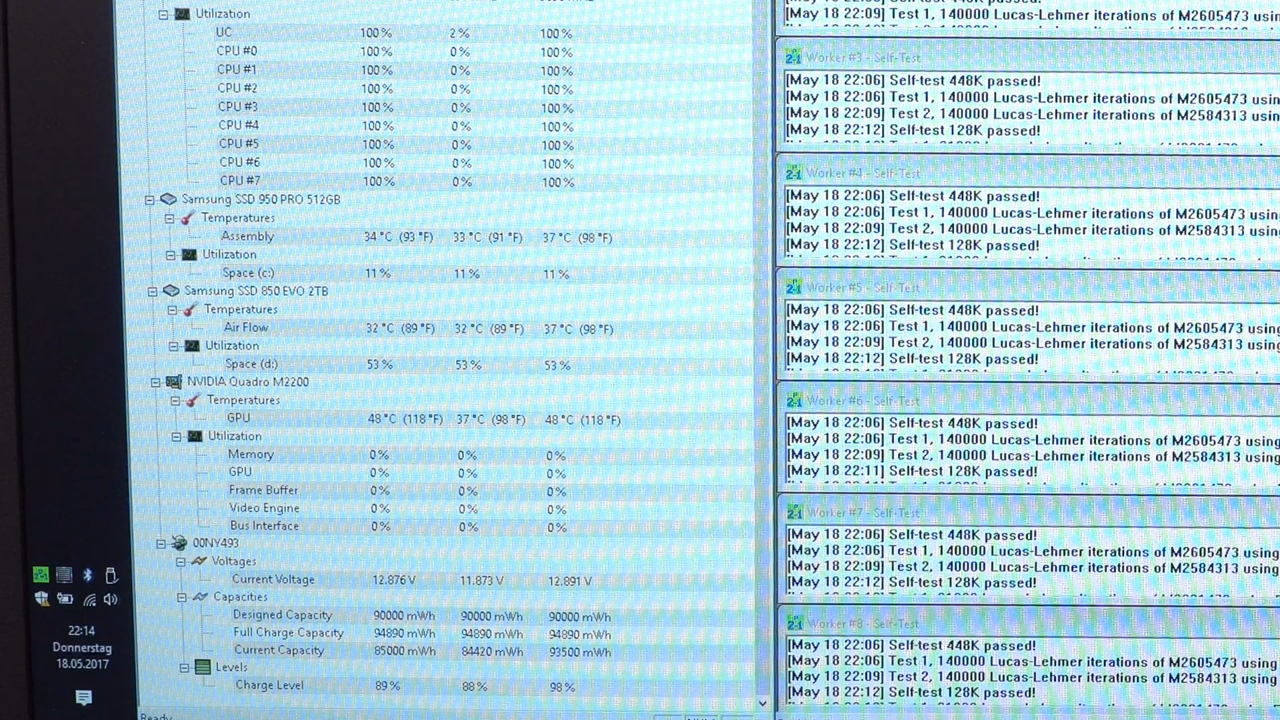 Utilization
UC 100 % 2 % 100 %
CPU #0 100 % 0 % 100 %
CPU #1 100 % 0 % 100 %
CPU #2 100 % 0 % 100 %
CPU #3 100 % 0 % 100 %
CPU #4 100 % 0 % 100 %
CPU #5 100 % 0 % 100 %
CPU #6 100 % 0 % 100 %
CPU #7 100 % 0 % 100 %
Samsung SSD 950 PRO 512GB
Temperatures
Assembly 34 °C (93 °F) 33 °C (91 °F) 37 °C (98 °F)
Utilization
Space (c:) 11 % 11 % 11 %
Samsung SSD 850 EVO 2TB
Temperatures
Air Flow 32 °C (89 °F) 32 °C (89 °F) 37 °C (98 °F)
Utilization
Space (d:) 53 % 53 % 53 %
NVIDIA Quadro M2200
Temperatures
GPU 48 °C (118 °F) 37 °C (98 °F) 48 °C (118 °F)
Utilization
Memory 0 % 0 % 0 %
GPU 0 % 0 % 0 %
Frame Buffer 0 % 0 % 0 %
Video Engine 0 % 0 % 0 %
Bus Interface 0 % 0 % 0 %
00NY493
Voltages
Current Voltage 12.876 V 11.873 V 12.891 V
Capacities
Designed Capacity 90000 mWh 90000 mWh 90000 mWh
Full Charge Capacity 94890 mWh 94890 mWh 94890 mWh
Current Capacity 85000 mWh 84420 mWh 93500 mWh
Levels
Charge Level 89 % 88 % 98 %
Ready
22:14
Donnerstag
18.05.2017
[May 18 22:09] Test 1, 140000 Lucas-Lehmer iterations of M2605473 usin
Worker #3 - Self-Test
[May 18 22:06] Self-test 448K passed!
[May 18 22:06] Test 1, 140000 Lucas-Lehmer iterations of M2605473 using
[May 18 22:09] Test 2, 140000 Lucas-Lehmer iterations of M2584313 using
[May 18 22:12] Self-test 128K passed!
Worker #4 - Self-Test
[May 18 22:06] Self-test 448K passed!
[May 18 22:06] Test 1, 140000 Lucas-Lehmer iterations of M2605473 using
[May 18 22:09] Test 2, 140000 Lucas-Lehmer iterations of M2584313 using
[May 18 22:12] Self-test 128K passed!
Worker #5 - Self-Test
[May 18 22:06] Self-test 448K passed!
[May 18 22:06] Test 1, 140000 Lucas-Lehmer iterations of M2605473 using
[May 18 22:09] Test 2, 140000 Lucas-Lehmer iterations of M2584313 using
[May 18 22:12] Self-test 128K passed!
Worker #6 - Self-Test
[May 18 22:06] Self-test 448K passed!
[May 18 22:06] Test 1, 140000 Lucas-Lehmer iterations of M2605473 using
[May 18 22:09] Test 2, 140000 Lucas-Lehmer iterations of M2584313 using
[May 18 22:11] Self-test 128K passed!
Worker #7 - Self-Test
[May 18 22:06] Self-test 448K passed!
[May 18 22:06] Test 1, 140000 Lucas-Lehmer iterations of M2605473 using
[May 18 22:09] Test 2, 140000 Lucas-Lehmer iterations of M2584313 using
[May 18 22:12] Self-test 128K passed!
Worker #8 - Self-Test
[May 18 22:06] Self-test 448K passed!
[May 18 22:06] Test 1, 140000 Lucas-Lehmer iterations of M2605473 using
[May 18 22:09] Test 2, 140000 Lucas-Lehmer iterations of M2584313 using
[May 18 22:12] Self-test 128K passed!